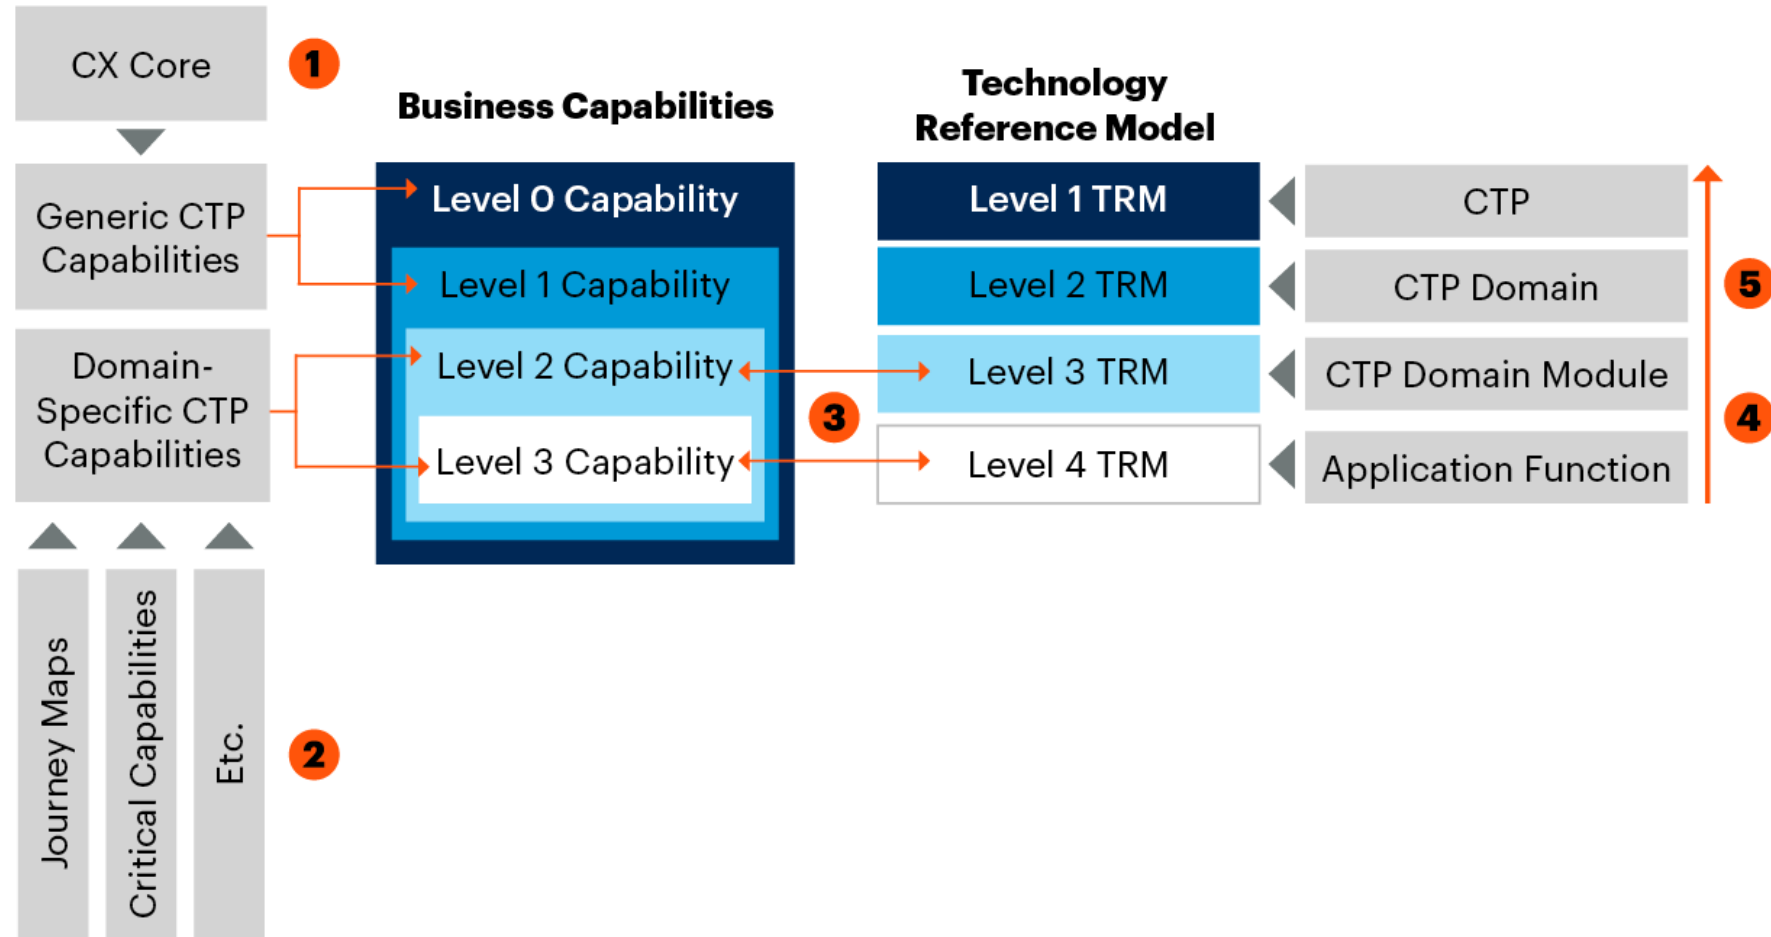 CX Core
1
Business Capabilities
Technology
Reference Model
Generic CTP
Capabilities
Domain-
Specific CTP
Capabilities
Level 0 Capability
Level 1 Capability
Level 2 Capability
Level 3 Capability
3
Level 1 TRM
Level 2 TRM
Level 3 TRM
Level 4 TRM
CTP
CTP Domain
CTP Domain Module
Application Function
5
4
Journey Maps
Critical Capabilities
Etc.
2